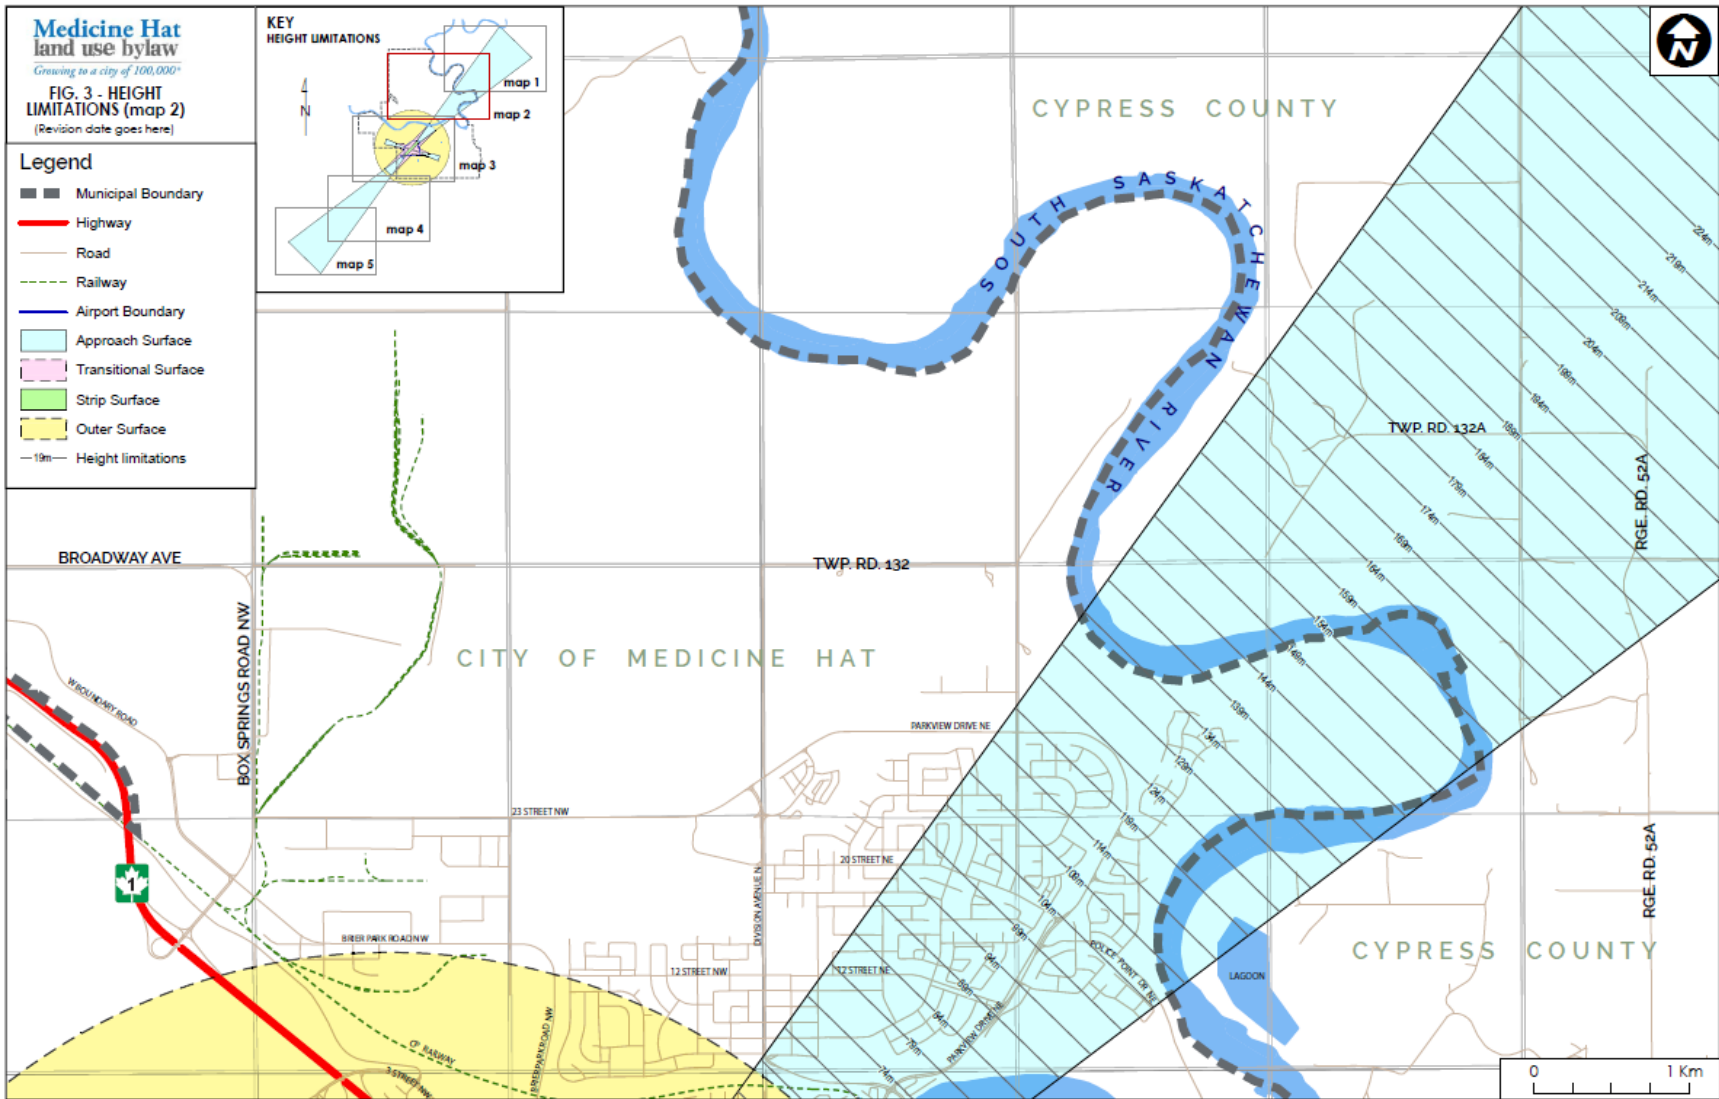 Medicine Hat
land use bylaw
Growing to a city of 100,000+
FIG. 3 - HEIGHT
LIMITATIONS (map 2)
(Revision date goes here)
KEY
HEIGHT LIMITATIONS
N
map 1
map 2
map 3
map 4
map 5
Legend
Municipal Boundary
Highway
Road
Railway
Airport Boundary
Approach Surface
Transitional Surface
Strip Surface
Outer Surface
19m
Height limitations
N
CYPRESS COUNTY
SOUTH SASKATCHEWAN RIVER
224m
219m
214m
209m
204m
199m
194m
189m
184m
179m
174m
169m
164m
159m
154m
149m
144m
139m
134m
129m
124m
119m
114m
109m
104m
99m
94m
89m
84m
79m
74m
TWP. RD. 132A
RGE. RD. 52A
BROADWAY AVE
TWP. RD. 132
BOX SPRINGS ROAD NW
CITY OF MEDICINE HAT
W BOUNDARY ROAD
PARKVIEW DRIVE NE
23 STREET NW
20 STREET NE
DIVISION AVENUE N
1
BRIER PARK ROAD NW
12 STREET NW
12 STREET NE
POLICE POINT DR NE
PARKVIEW DRIVE NE
LAGOON
CYPRESS COUNTY
RGE. RD. 52A
CP RAILWAY
3 STREET NW
BRIER PARK ROAD NW
0 1 Km